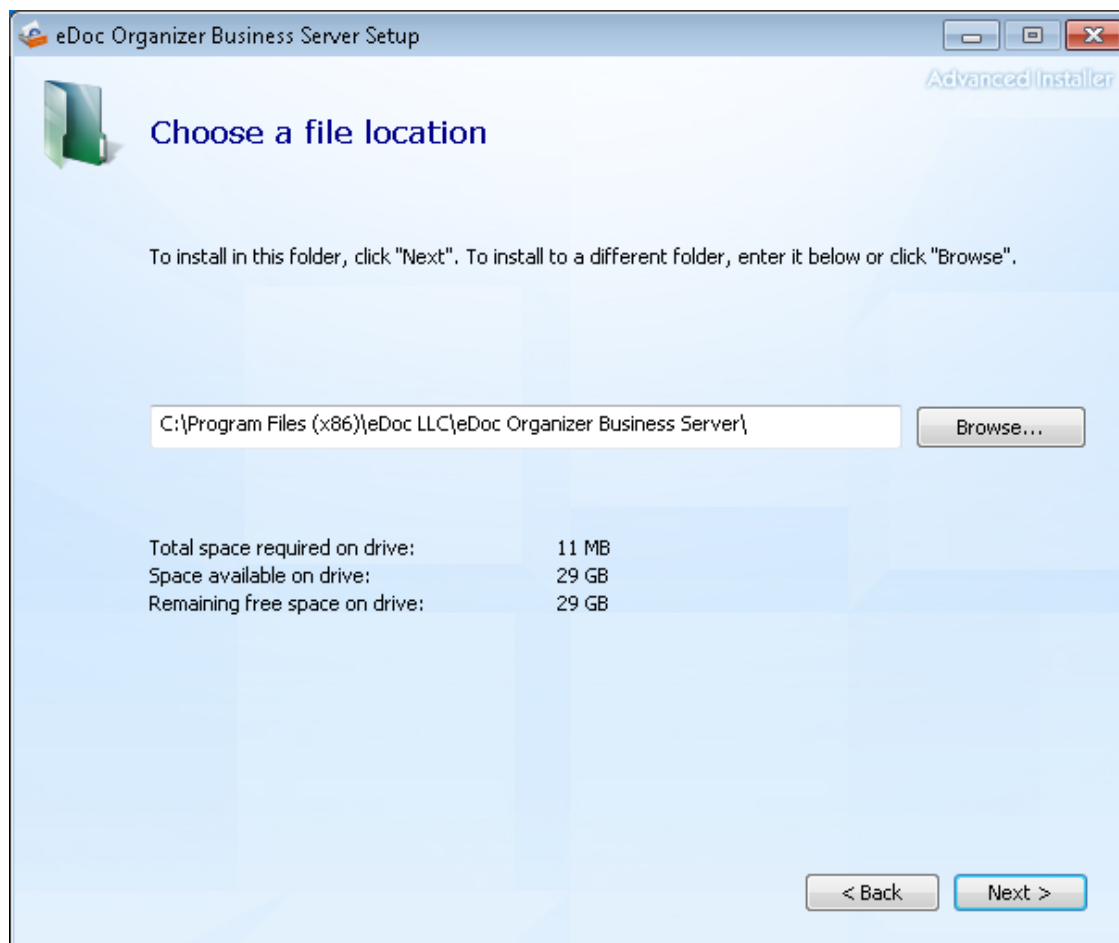 eDoc Organizer Business Server Setup
Advanced Installer
Choose a file location
To install in this folder, click "Next". To install to a different folder, enter it below or click "Browse".
C:\Program Files (x86)\eDoc LLC\eDoc Organizer Business Server\
Browse...
Total space required on drive: 11 MB
Space available on drive: 29 GB
Remaining free space on drive: 29 GB
< Back Next >